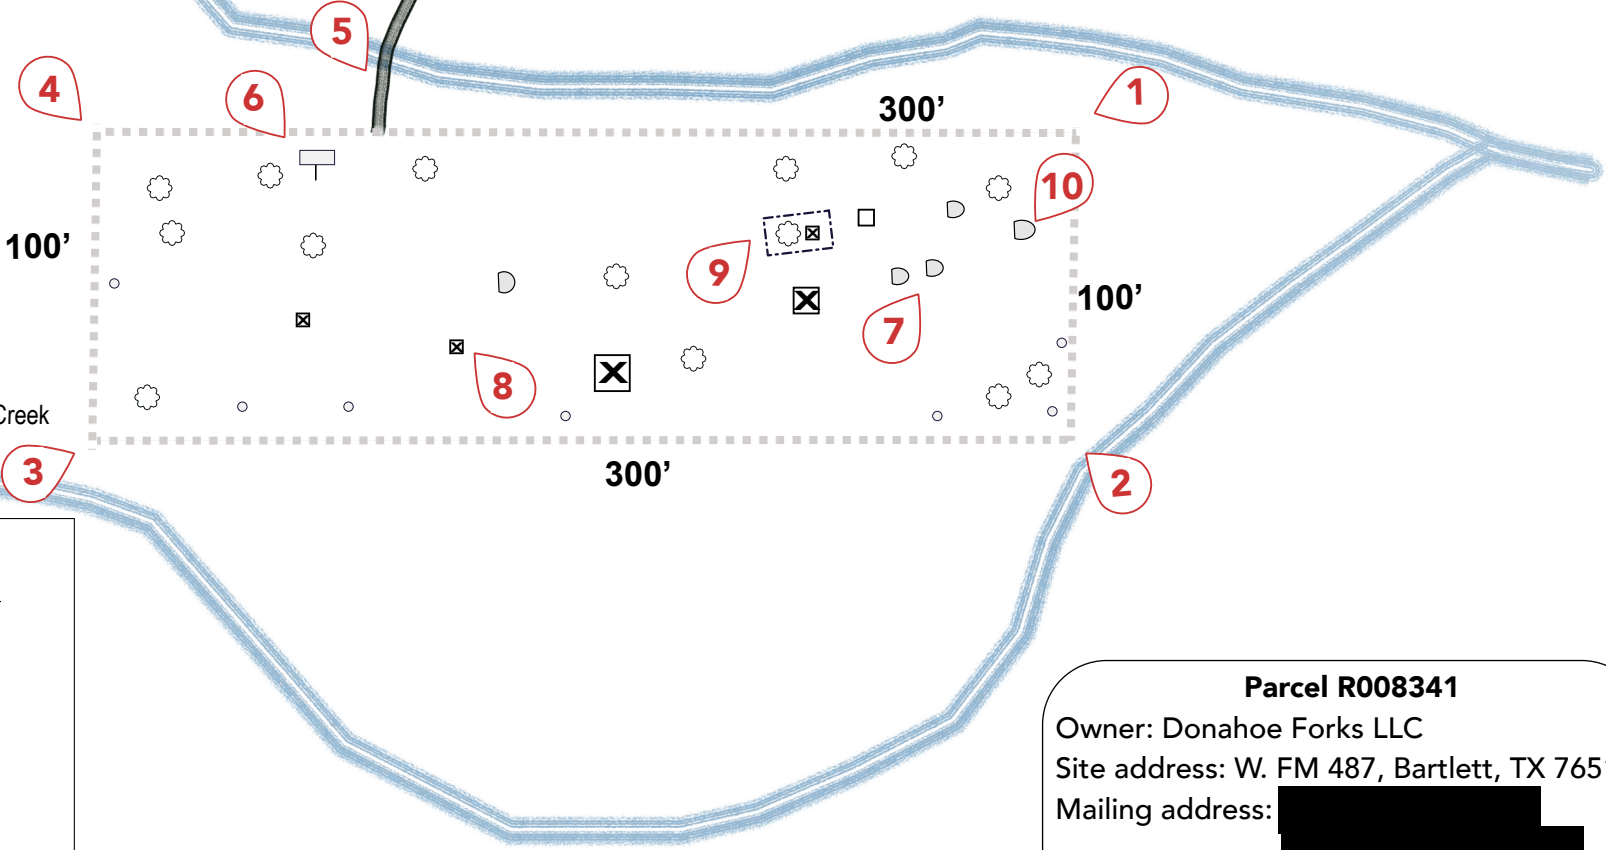 5
4
6
1
300’
10
100’
9
100’
7
8
Creek
3
300’
2
Parcel R008341
Owner: Donahoe Forks LLC
Site address: W. FM 487, Bartlett, TX 765
Mailing address: